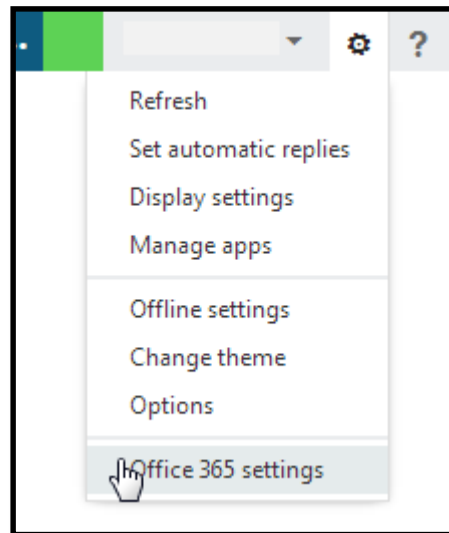 ?
Refresh
Set automatic replies
Display settings
Manage apps
Offline settings
Change theme
Options
Office 365 settings